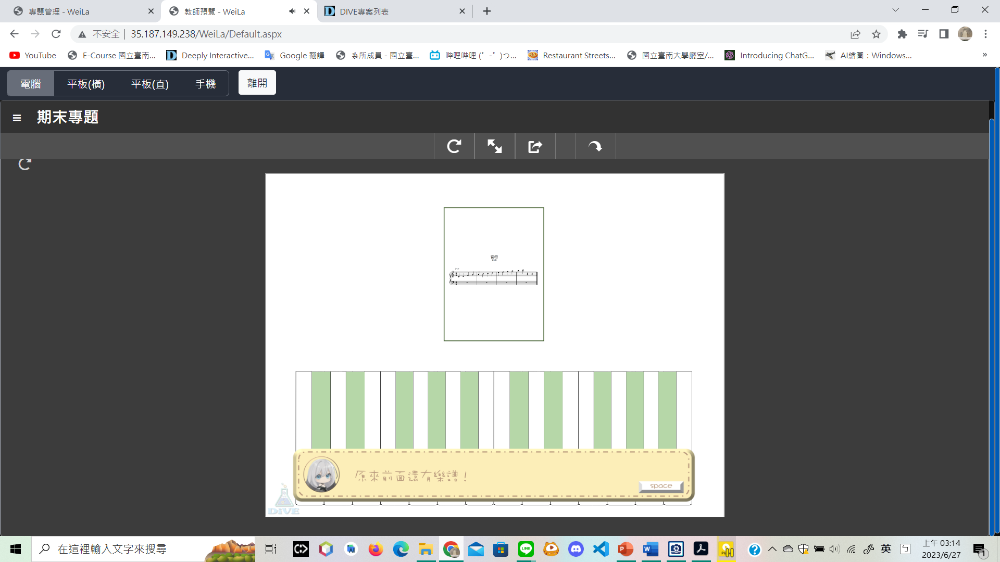 專題管理 - WeiLa
教師預覽 - WeiLa
DIVE專案列表
不安全 | 35.187.149.238/WeiLa/Default.aspx
YouTube
E-Course 國立臺南...
Deeply Interactive...
Google 翻譯
系所成員 - 國立臺...
哔哩哔哩 (゜-゜)つ...
Restaurant Streets...
國立臺南大學廳室/...
Introducing ChatG...
AI繪圖：Windows...
»
電腦
平板(橫)
平板(直)
手機
離開
期末專題
音符
原來前面還有樂譜！
space
DiVE
在這裡輸入文字來搜尋
英
ㄅ
上午 03:14
2023/6/27
1